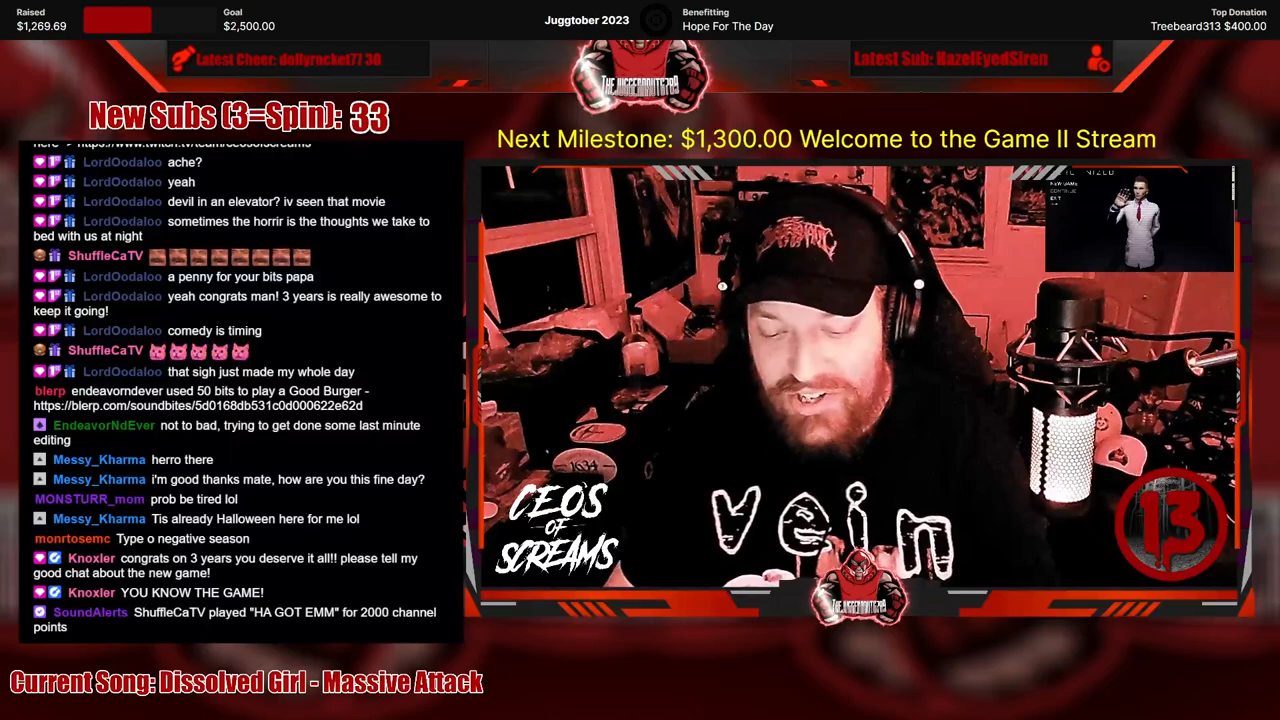 Raised
$1,269.69
Goal
$2,500.00
Juggtober 2023
Benefitting
Hope For The Day
Top Donation
Treebeard313 $400.00
Latest Cheer: dollyrocket77 30
THEJUGGERNAUT6789
Latest Sub: HazelEyedSiren
New Subs (3=Spin): 33
Next Milestone: $1,300.00 Welcome to the Game II Stream
LordOodaloo ache?
LordOodaloo yeah
LordOodaloo devil in an elevator? iv seen that movie
LordOodaloo sometimes the horrir is the thoughts we take to
bed with us at night
ShuffleCaTV
LordOodaloo a penny for your bits papa
LordOodaloo yeah congrats man! 3 years is really awesome to
keep it going!
LordOodaloo comedy is timing
ShuffleCaTV
LordOodaloo that sigh just made my whole day
blerp endeavorndever used 50 bits to play a Good Burger -
https://blerp.com/soundbites/5d0168db531c0d000622e62d
EndeavorNdEver not to bad, trying to get done some last minute
editing
Messy_Kharma herro there
Messy_Kharma i'm good thanks mate, how are you this fine day?
MONSTURR_mom prob be tired lol
Messy_Kharma Tis already Halloween here for me lol
monrtosemc Type o negative season
Knoxler congrats on 3 years you deserve it all!! please tell my
good chat about the new game!
Knoxler YOU KNOW THE GAME!
SoundAlerts ShuffleCaTV played "HA GOT EMM" for 2000 channel
points
NEW GAME
CONTINUE
EXIT
1634
CEO'S
OF
SCREAMS
vein
13
Current Song: Dissolved Girl - Massive Attack